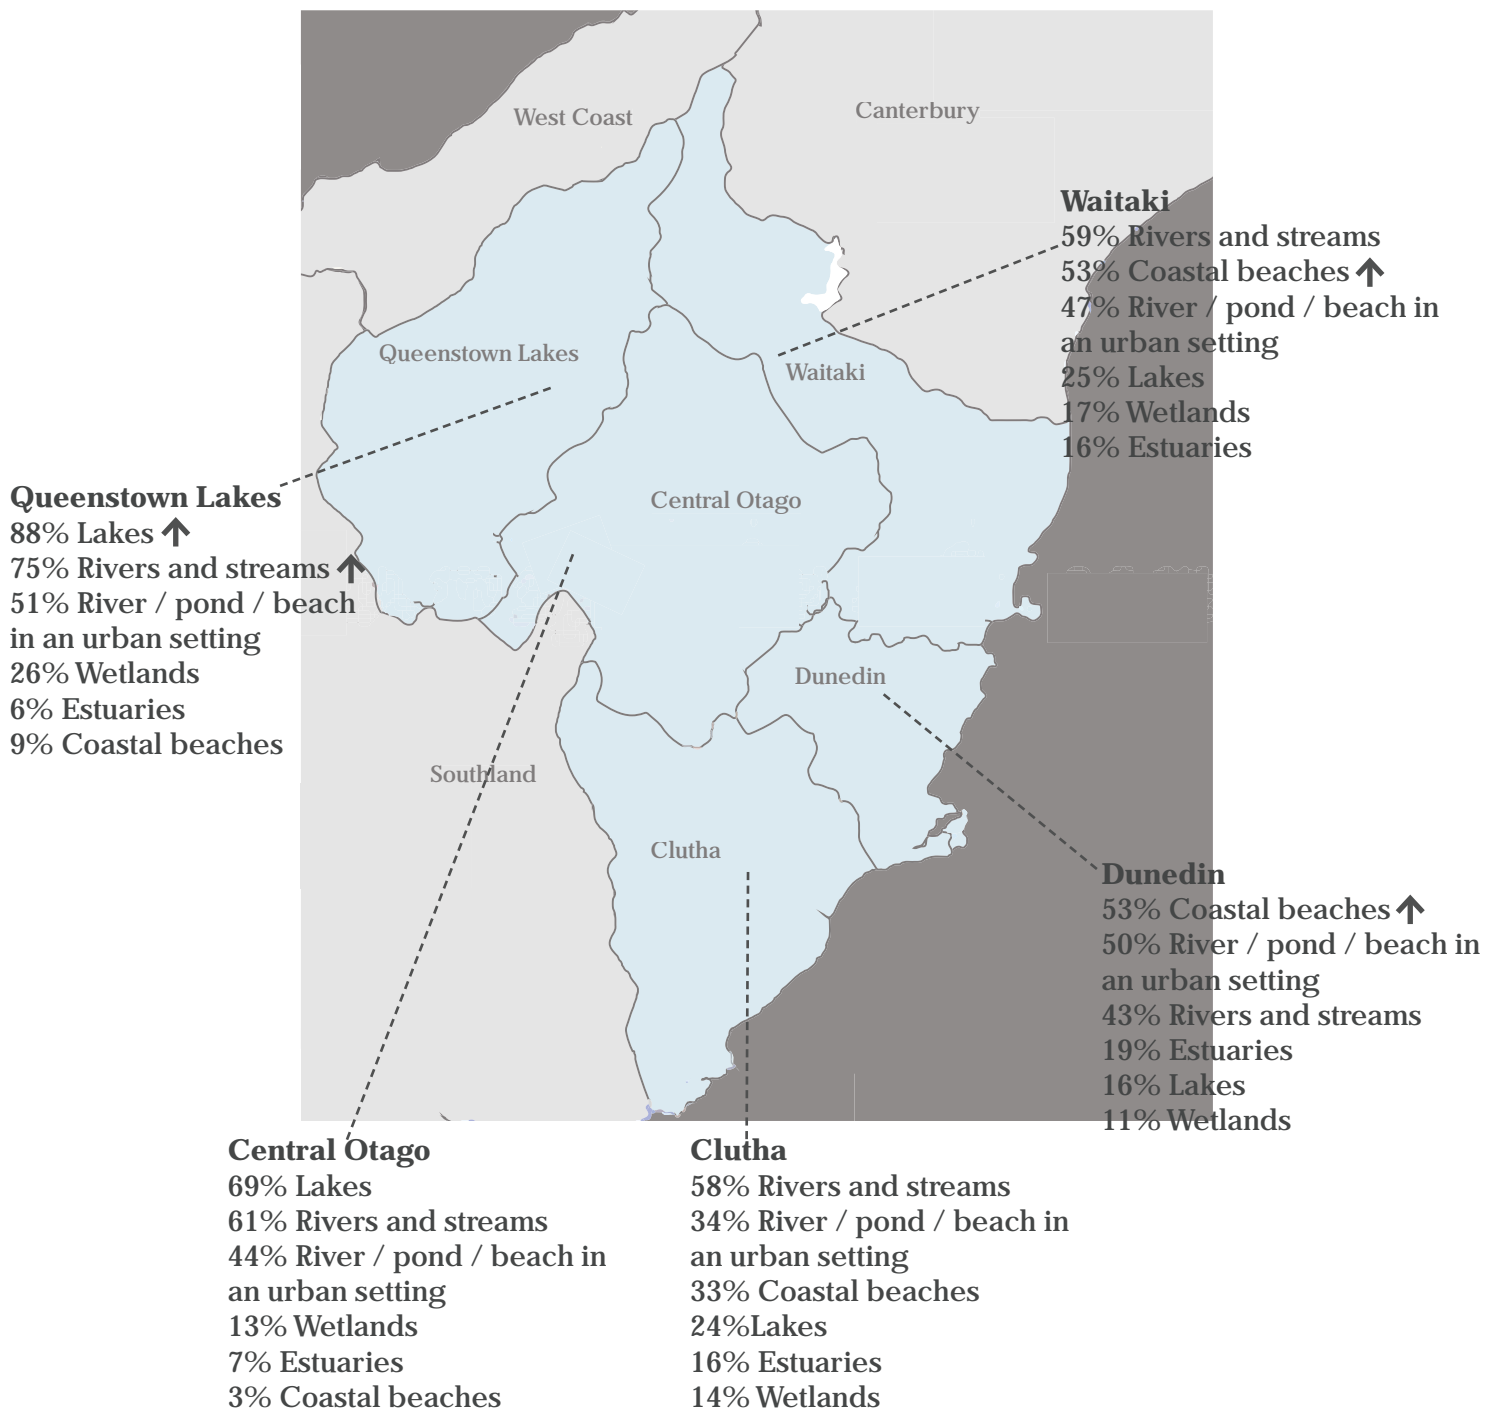 West Coast
Canterbury
Waitaki
59% Rivers and streams
53% Coastal beaches ↑
47% River / pond / beach in
an urban setting
25% Lakes
17% Wetlands
16% Estuaries
Queenstown Lakes
Waitaki
Central Otago
Queenstown Lakes
88% Lakes ↑
75% Rivers and streams ↑
51% River / pond / beach
in an urban setting
26% Wetlands
6% Estuaries
9% Coastal beaches
Dunedin
Southland
Clutha
Dunedin
53% Coastal beaches ↑
50% River / pond / beach in
an urban setting
43% Rivers and streams
19% Estuaries
16% Lakes
11% Wetlands
Central Otago
69% Lakes
61% Rivers and streams
44% River / pond / beach in
an urban setting
13% Wetlands
7% Estuaries
3% Coastal beaches
Clutha
58% Rivers and streams
34% River / pond / beach in
an urban setting
33% Coastal beaches
24%Lakes
16% Estuaries
14% Wetlands